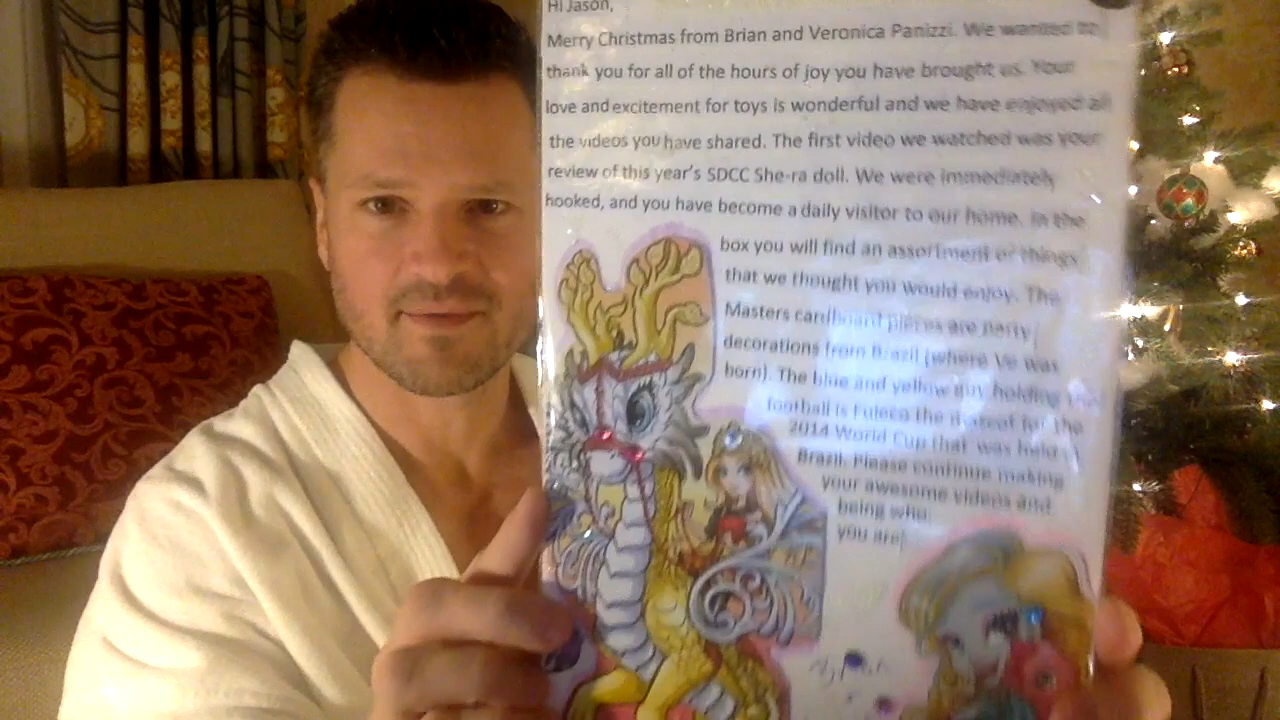 Hi Jason,
Merry Christmas from Brian and Veronica Panizzi. We wanted to
thank you for all of the hours of joy you have brought us. Your
love and excitement for toys is wonderful and we have enjoyed all
the videos you have shared. The first video we watched was your
review of this year's SDCC She-ra doll. We were immediately
hooked, and you have become a daily visitor to our home. In the
box you will find an assortment of things
that we thought you would enjoy. The
Masters cardboard pieces are party
decorations from Brazil (where Ve was
born). The blue and yellow guy holding the
football is Fuleco the mascot for the
2014 World Cup that was held
Brazil. Please continue making
your awesome videos and
being who
you are